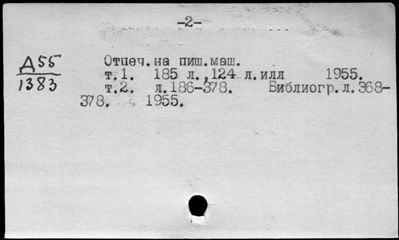 -2-
Д55
1383
Отпеч.на пиш.маш.
т.1. 185 л.,124 л.илл 1955.
т.2. л.186-378. Библиогр.л.368-
378. 1955.